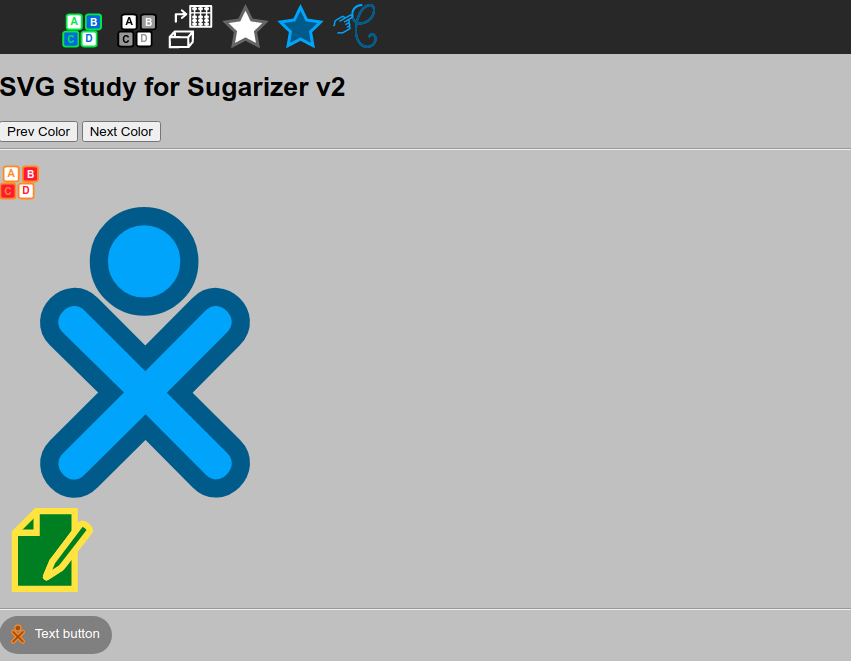 A B A B
C D C D
SVG Study for Sugarizer v2
Prev Color Next Color
A B
C D
Text button